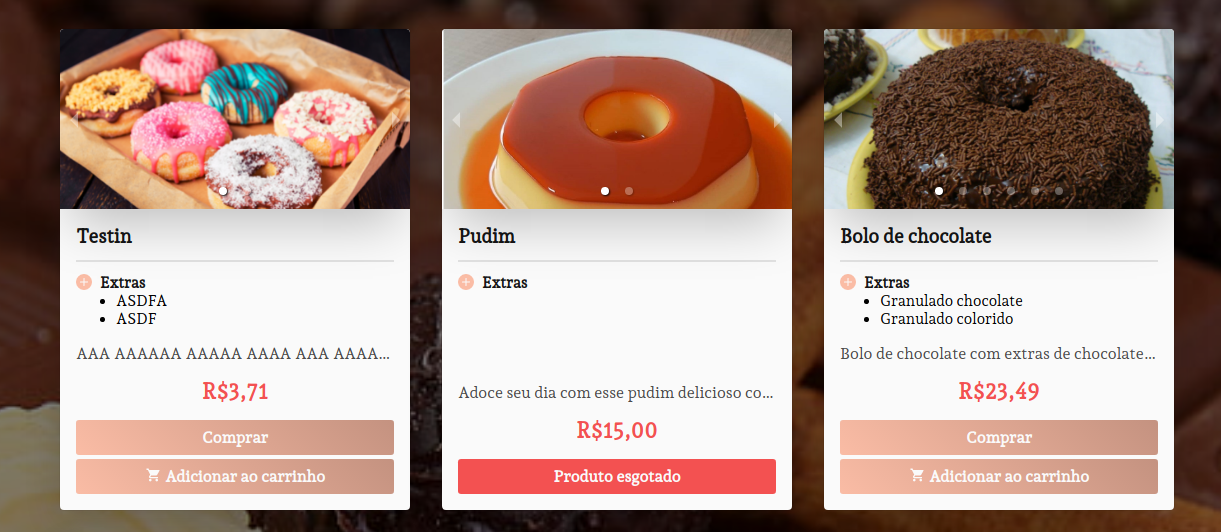 Testin
Extras
ASDFA
ASDF
AAA AAAAAA AAAAA AAAA AAA AAAA...
R$3,71
Comprar
Adicionar ao carrinho
Pudim
Extras
Adoce seu dia com esse pudim delicioso co...
R$15,00
Produto esgotado
Bolo de chocolate
Extras
Granulado chocolate
Granulado colorido
Bolo de chocolate com extras de chocolate...
R$23,49
Comprar
Adicionar ao carrinho